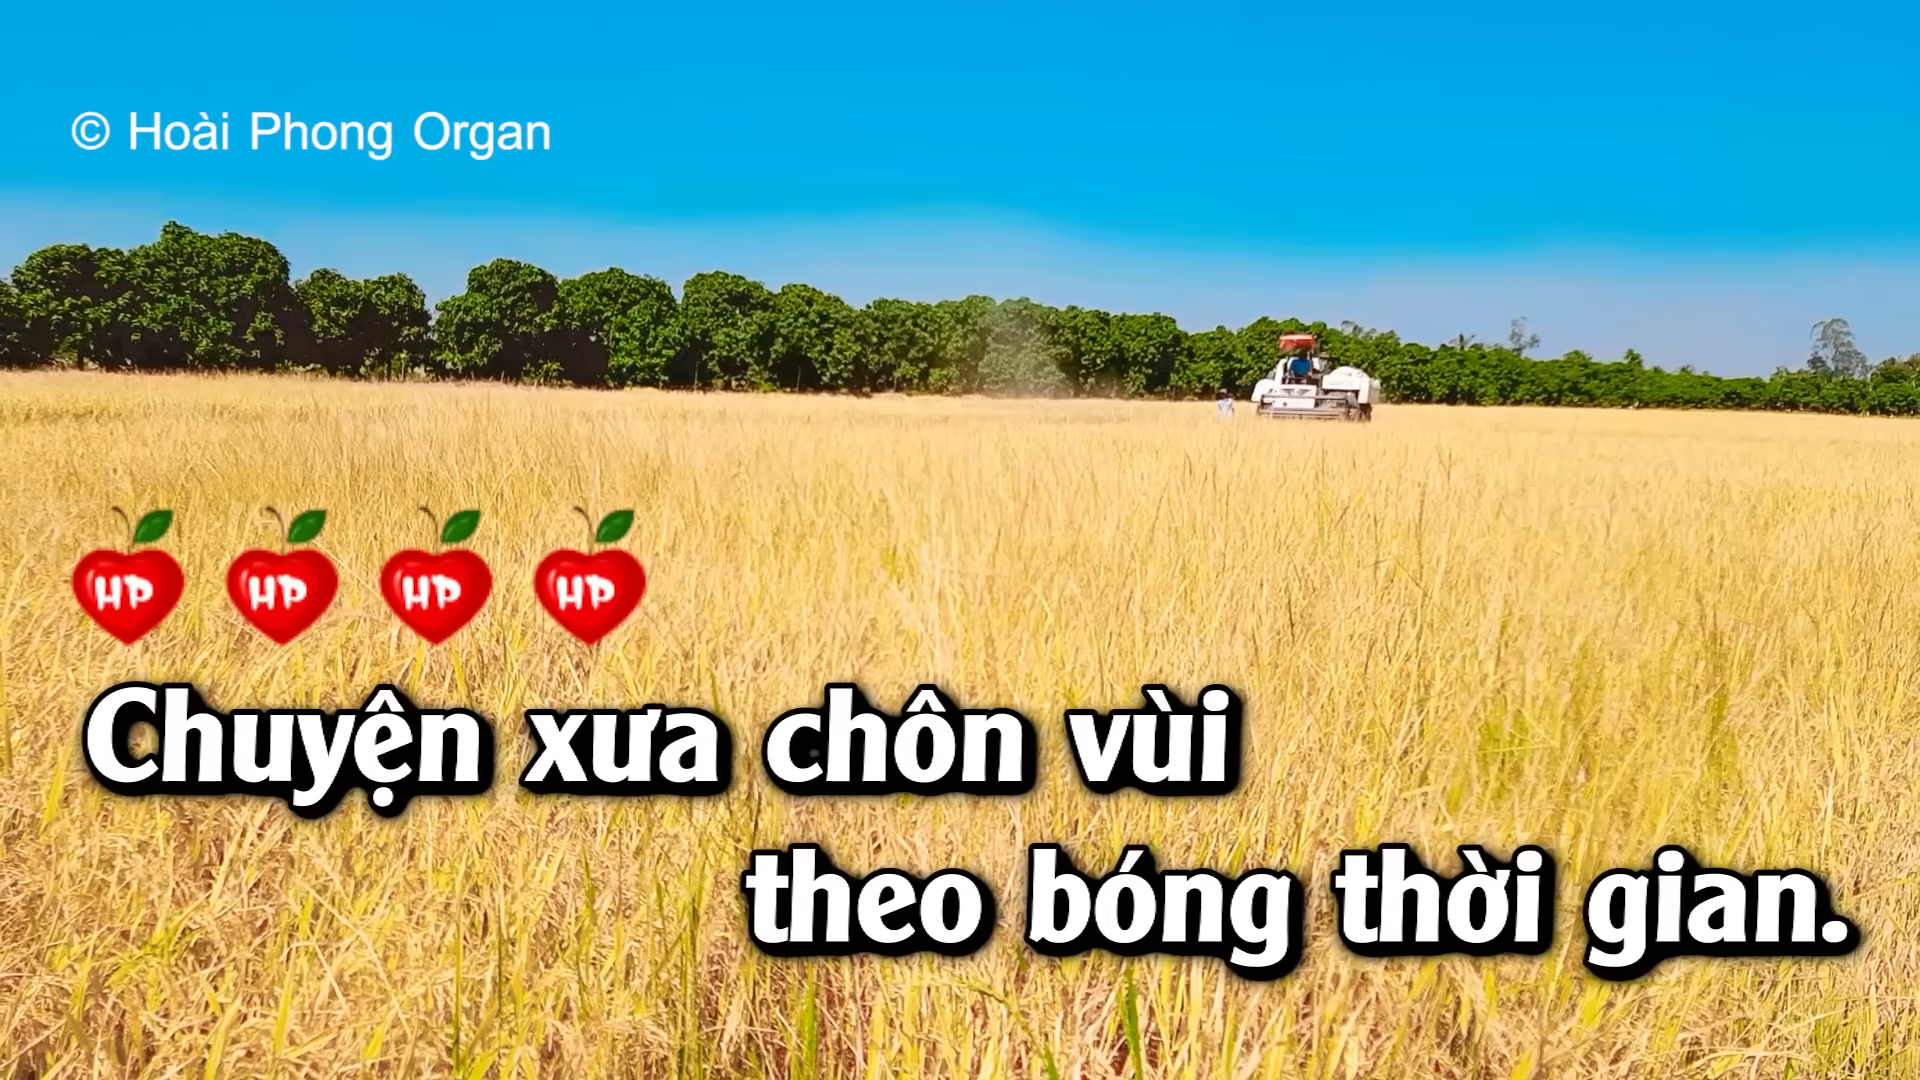 © Hoài Phong Organ
HP HP HP HP
Chuyện xưa chôn vùi
theo bóng thời gian.